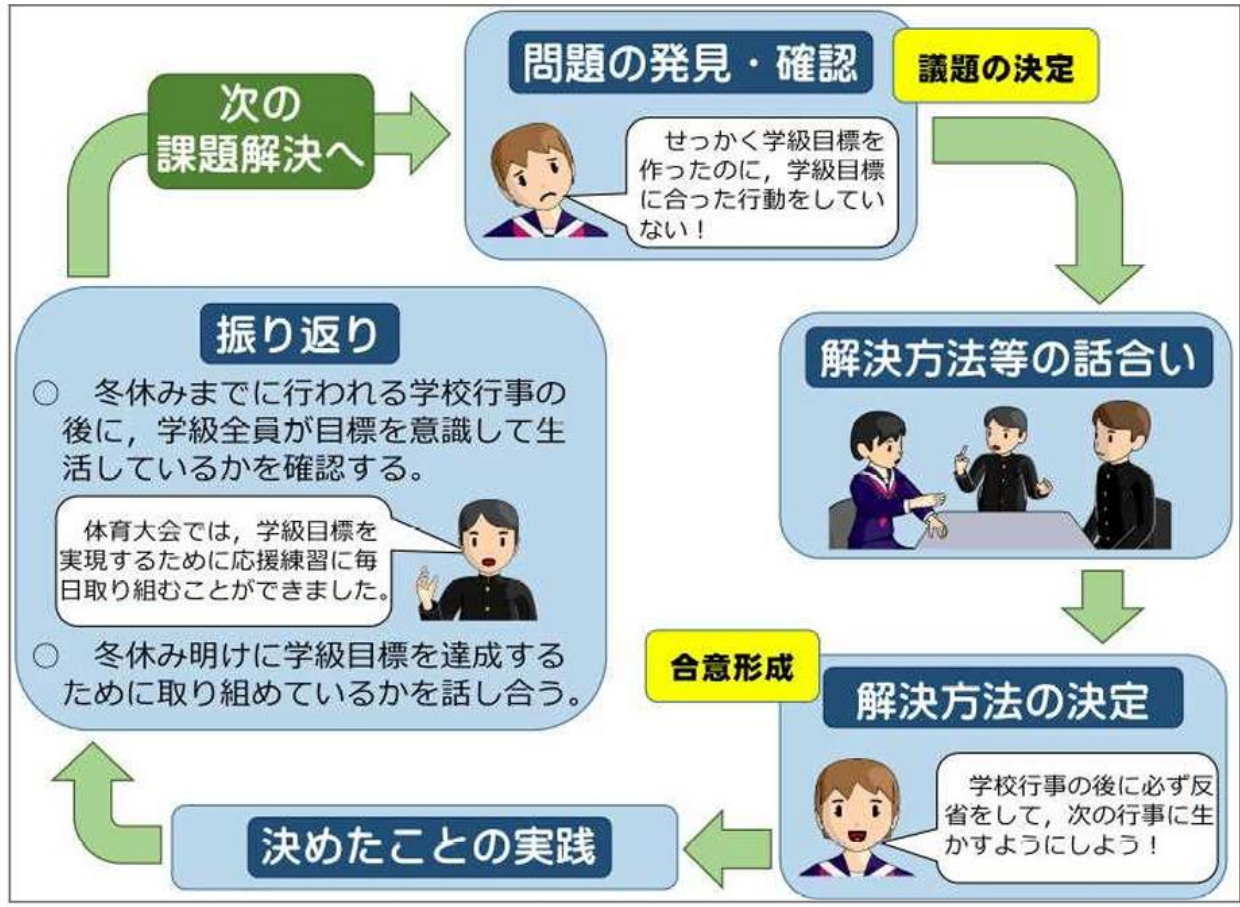 問題の発見・確認
議題の決定
せっかく学級目標を
作ったのに，学級目標
に合った行動をしてい
ない！
解決方法等の話合い
合意形成
解決方法の決定
学校行事の後に必ず反
省をして，次の行事に生
かすようにしよう！
決めたことの実践
振り返り
○　冬休みまでに行われる学校行事の
後に，学級全員が目標を意識して生
活しているかを確認する。
体育大会では，学級目標を
実現するために応援練習に毎
日取り組むことができました。
○　冬休み明けに学級目標を達成する
ために取り組めているかを話し合う。
次の
課題解決へ